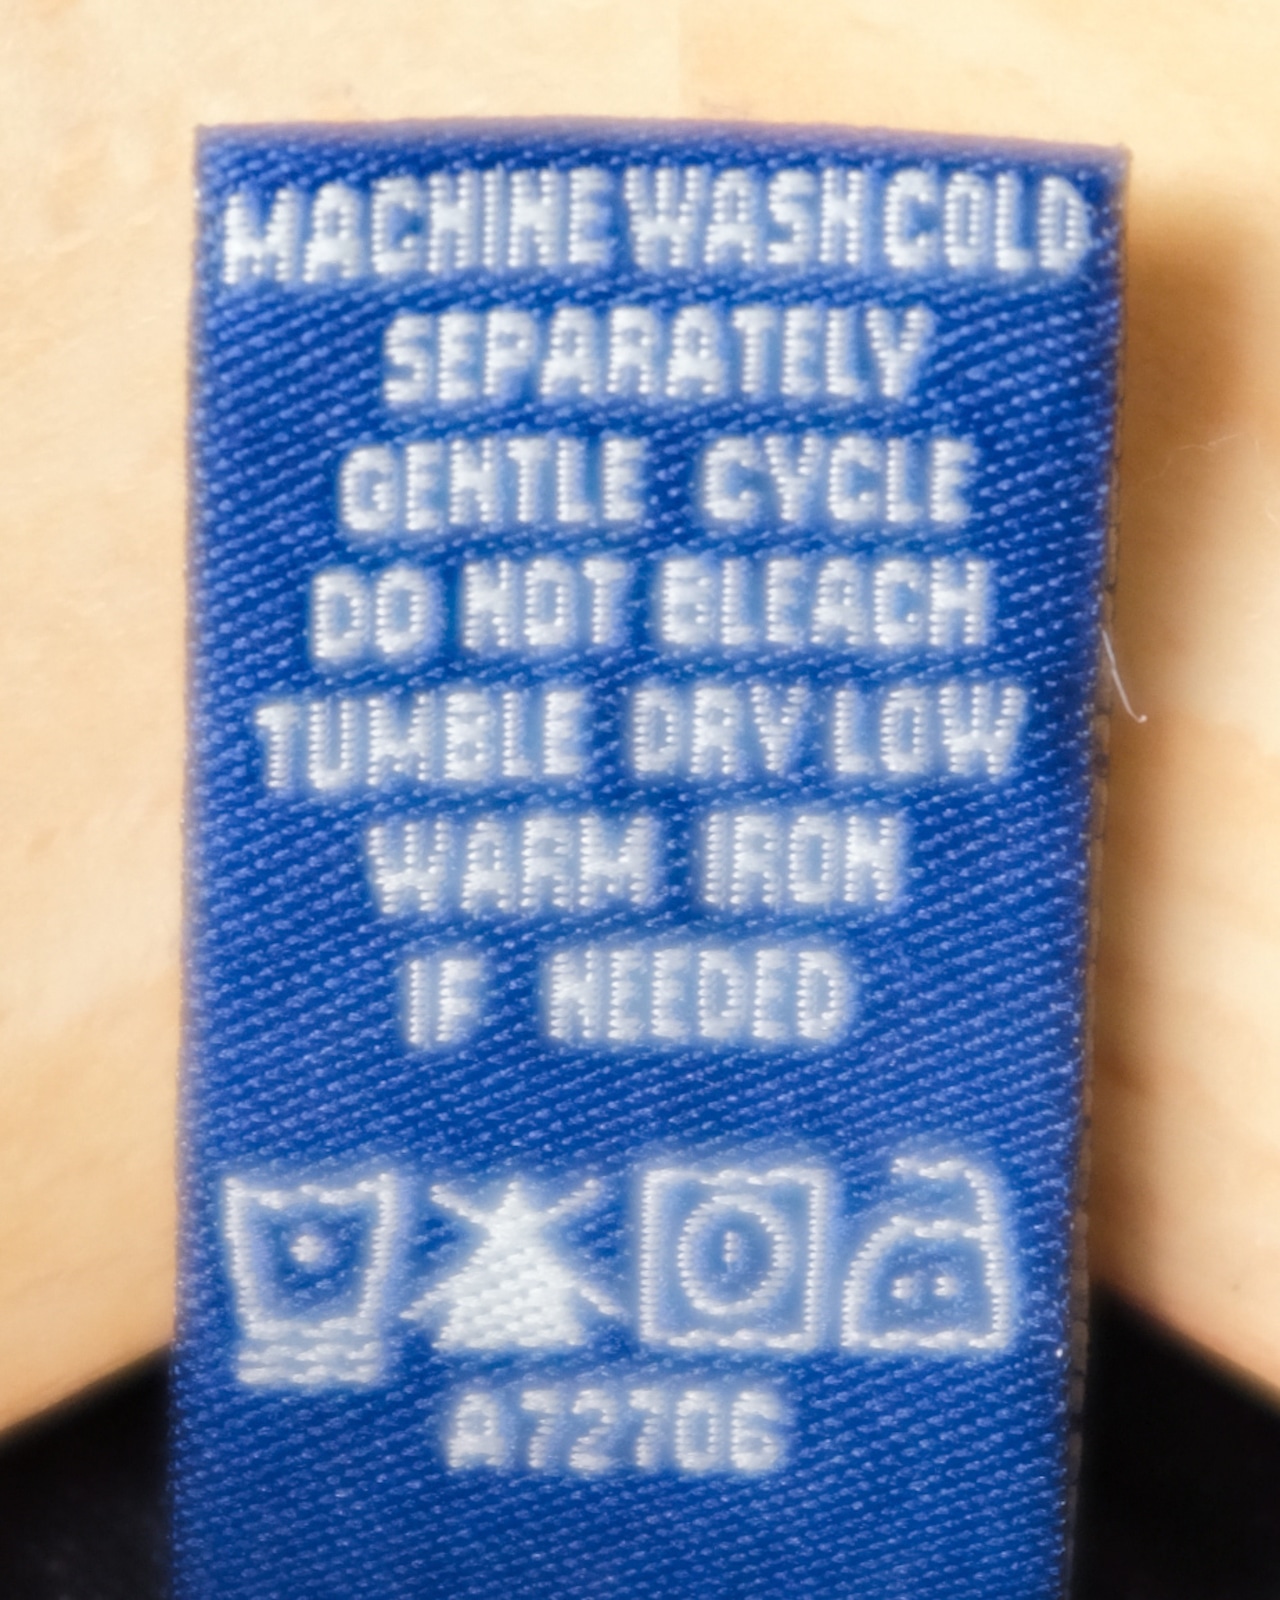 MACHINE WASH COLD
SEPARATELY
GENTLE CYCLE
DO NOT BLEACH
TUMBLE DRY LOW
WARM IRON
IF NEEDED
A72706